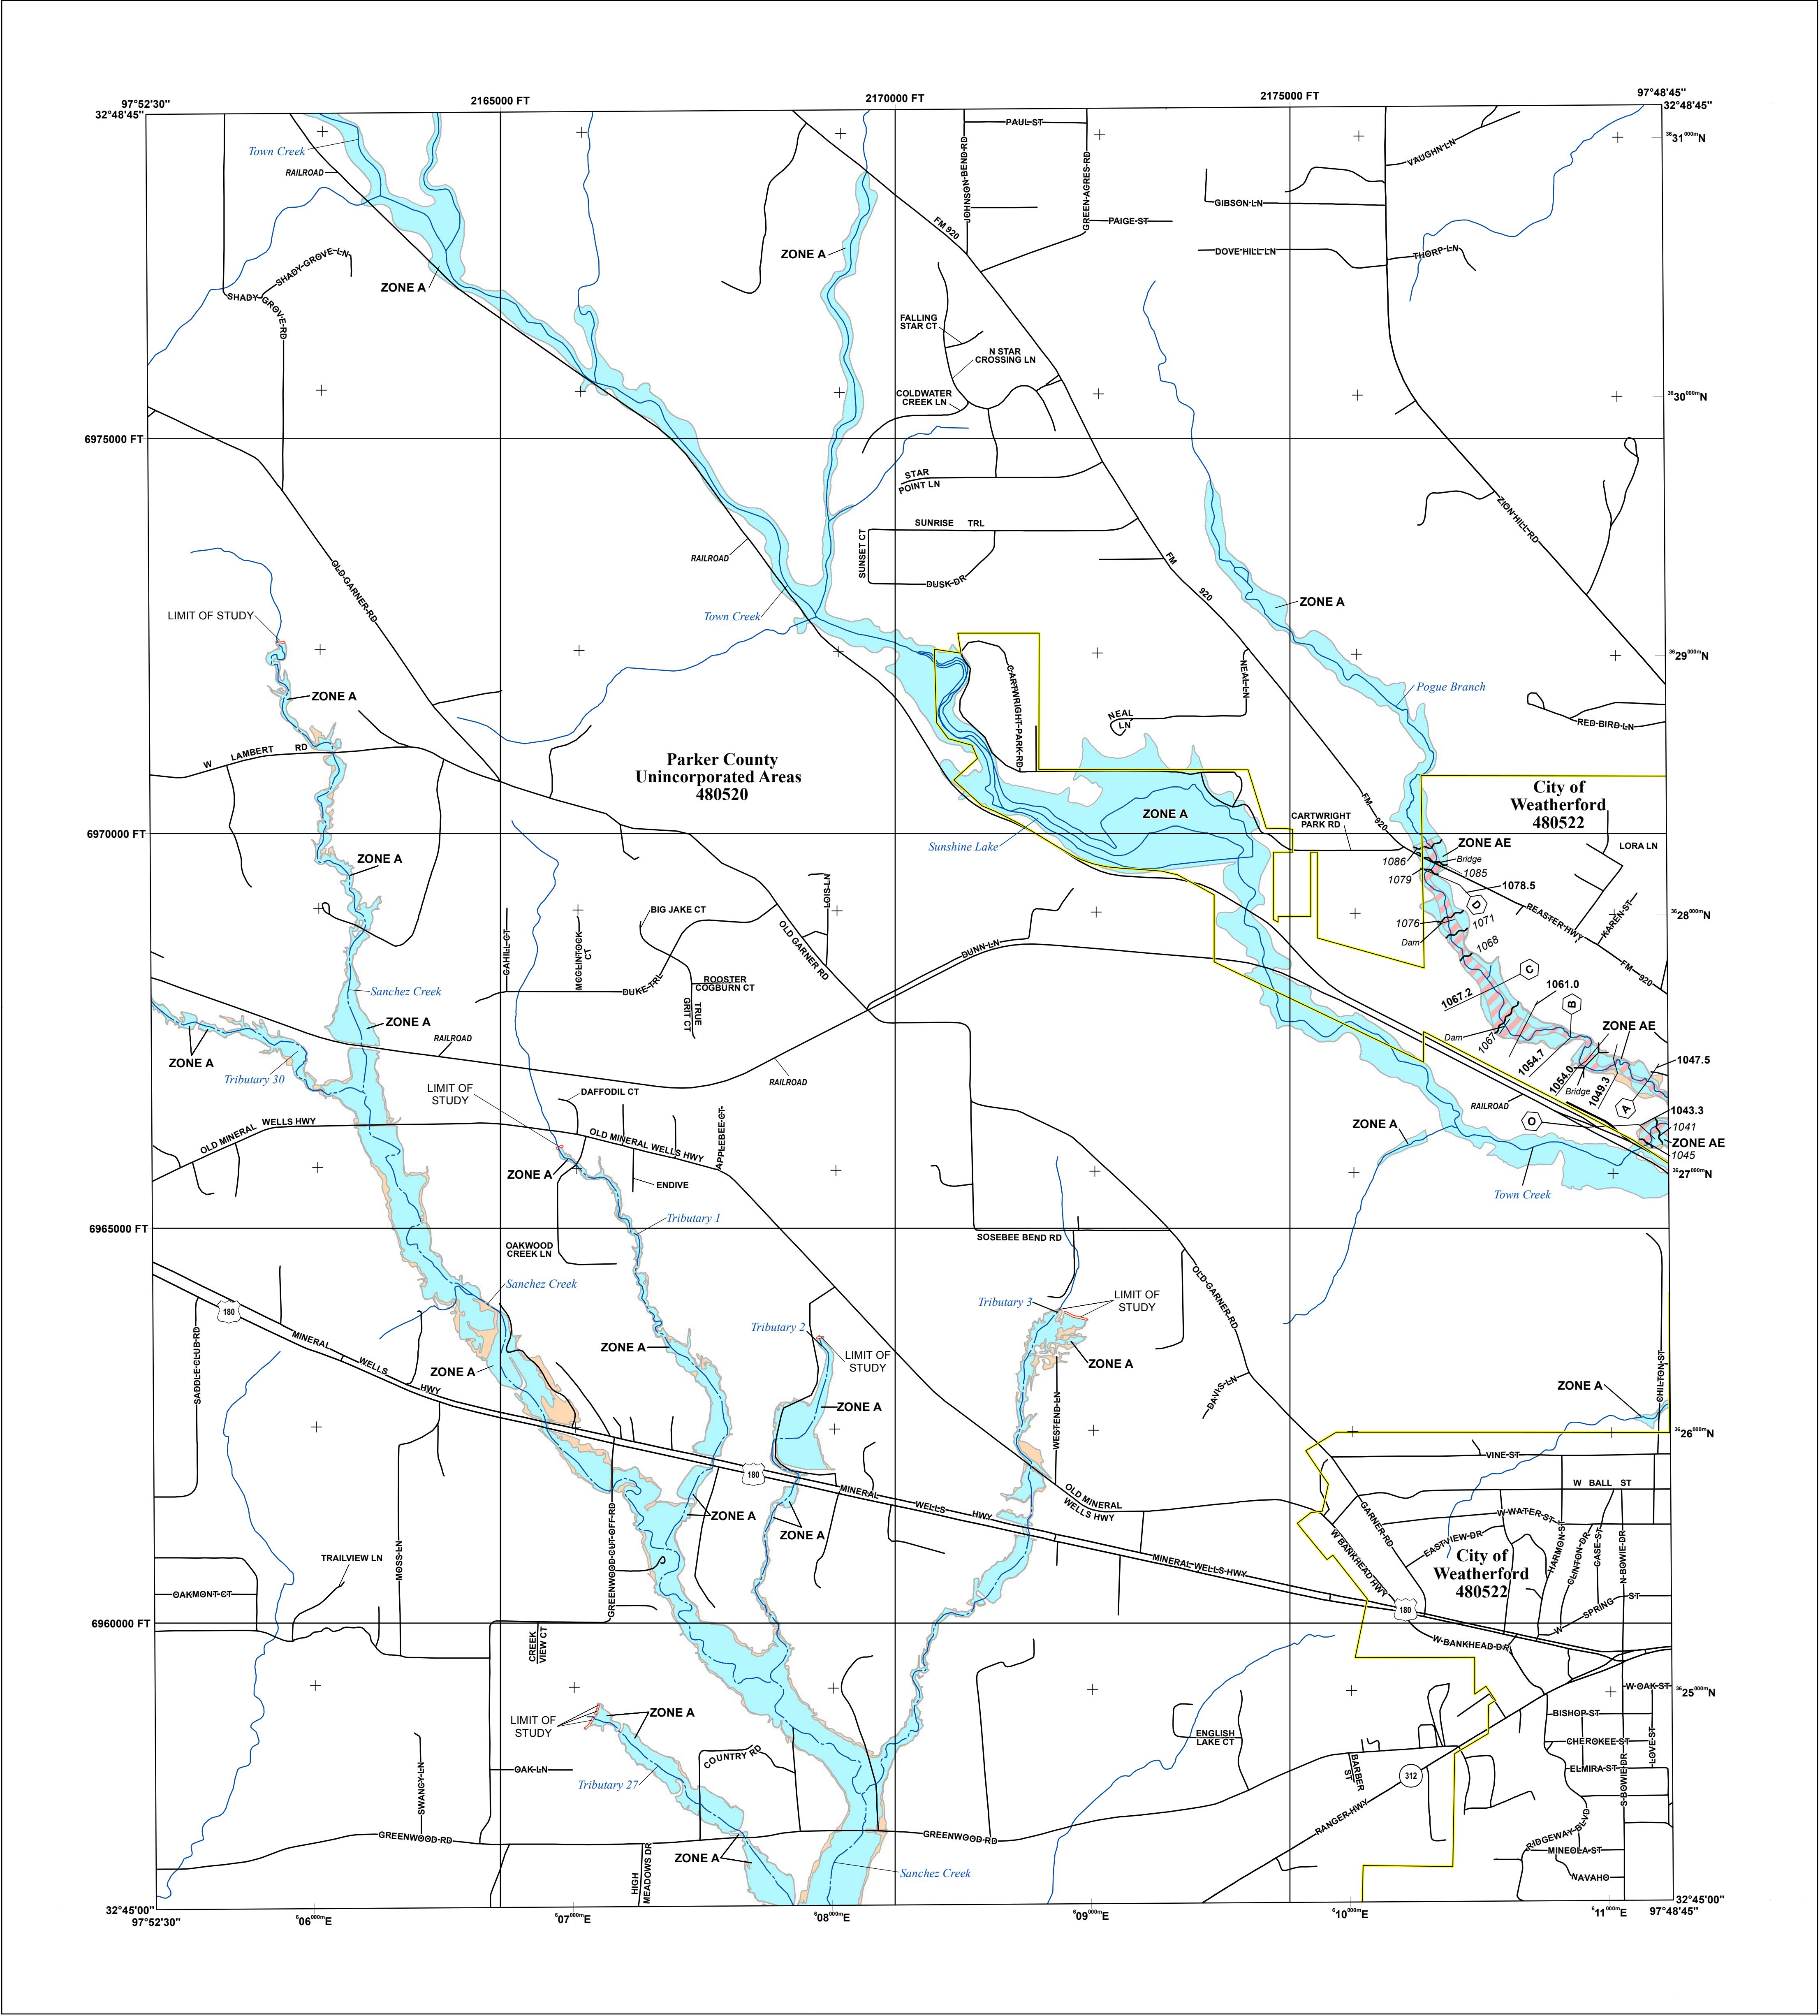 97°52'30"
32°48'45"
2165000 FT
2170000 FT
2175000 FT
97°48'45"
32°48'45"
3631000mN
Town Creek
RAILROAD
ZONE A
SHADY GROVE LN
SHADY GROVE RD
ZONE A
FM 920
JOHNSON BEND RD
PAUL ST
GREEN ACRES RD
PAIGE ST
VAUGHN LN
GIBSON LN
DOVE HILL LN
THORP LN
FALLING
STAR CT
N STAR
CROSSING LN
COLDWATER
CREEK LN
3630000mN
6975000 FT
STAR
POINT LN
SUNRISE TRL
SUNSET CT
DUSK DR
FM
920
ZION HILL RD
RAILROAD
OLD GARNER RD
LIMIT OF STUDY
Town Creek
ZONE A
3629000mN
ZONE A
CARTWRIGHT PARK RD
NEAL LN
NEAL
LN
Pogue Branch
RED BIRD LN
W LAMBERT RD
Parker County
Unincorporated Areas
480520
City of
Weatherford
480522
ZONE A
FM
920
CARTWRIGHT
PARK RD
6970000 FT
Sunshine Lake
ZONE AE
LORA LN
1086
Bridge
1085
1079
1078.5
ZONE A
D
1076
1071
Dam
1068
REASTER HWY
KAREN ST
3628000mN
FM 920
BIG JAKE CT
LOIS LN
OLD GARNER RD
CAHILL CT
MCCLINTOCK
CT
DUNN LN
ROOSTER
COGBURN CT
DUKE TRL
TRUE
GRIT CT
C
1067.2
1061.0
B
Sanchez Creek
ZONE A
Dam
1067
ZONE AE
1054.7
1054.0
1047.5
Bridge
1049.3
A
ZONE A
RAILROAD
Tributary 30
RAILROAD
LIMIT OF
STUDY
DAFFODIL CT
RAILROAD
O
1043.3
1041
ZONE AE
1045
ZONE A
3627000mN
OLD MINERAL WELLS HWY
OLD MINERAL WELLS HWY
APPLEBEE CT
ZONE A
ENDIVE
Town Creek
Tributary 1
6965000 FT
OAKWOOD
CREEK LN
SOSEBEE BEND RD
Sanchez Creek
OLD GARNER RD
180
SADDLE CLUB RD
MINERAL
WELLS
HWY
Tributary 3
LIMIT OF
STUDY
Tributary 2
LIMIT OF
STUDY
ZONE A
ZONE A
ZONE A
CHILTON ST
ZONE A
ZONE A
DAVIS LN
WESTEND LN
3626000mN
VINE ST
180
MINERAL
WELLS
HWY
OLD MINERAL
WELLS HWY
W BALL ST
W WATER ST
ZONE A
ZONE A
GARNER RD
W BANKHEAD HWY
EASTVIEW DR
HARMON ST
CLINTON DR
CASE ST
N BOWIE DR
City of
Weatherford
480522
TRAILVIEW LN
MOSS LN
MINERAL WELLS HWY
OAKMONT CT
GREENWOOD CUT OFF RD
180
W SPRING ST
6960000 FT
CREEK
VIEW CT
W BANKHEAD DR
W OAK ST
3625000mN
LIMIT OF
STUDY
ZONE A
BISHOP ST
ENGLISH
LAKE CT
CHEROKEE ST
LOVE ST
COUNTRY RD
OAK LN
Tributary 27
BARBER
ST
312
ELMIRA ST
S BOWIE DR
SWANCY LN
RANGER HWY
GREENWOOD RD
GREENWOOD RD
RIDGEWAY BLVD
MINEOLA ST
ZONE A
HIGH
MEADOWS DR
Sanchez Creek
NAVAHO
32°45'00"
97°52'30"
606000mE
607000mE
608000mE
609000mE
610000mE
611000mE
32°45'00"
97°48'45"